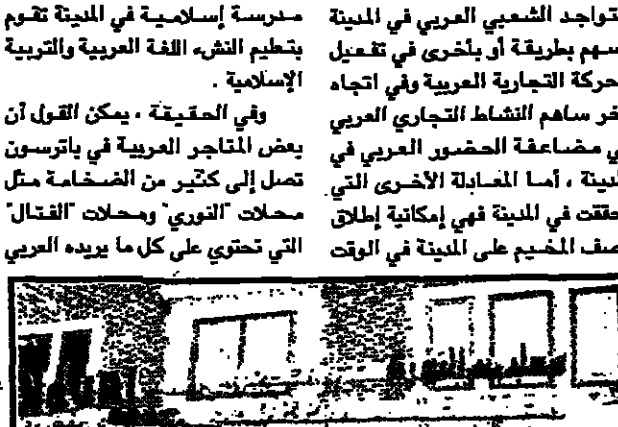 تواجد الشعبي العربي في المدينة
سهم بطريقة أو بأخرى في تفعيل
حركة التجارية العربية وفي اتجاه
خر ساهم النشاط التجاري العربي
ي مضاعفة الحضور العربي في
لدينة ، أما المعادلة الأخرى التي
حققت في المدينة فهي إمكانية إطلاق
صف المخيم على المدينة في الوقت
مدرسة إسلامية في المدينة تقوم
بتعليم النشء اللغة العربية والتربية
الإسلامية .
وفي الحقيقة ، يمكن القول أن
بعض المتاجر العربية في باترسون
تصل إلى كثير من الضخامة مثل
محلات "النوري" ومحلات "القتال"
التي تحتوي على كل ما يريده العربي